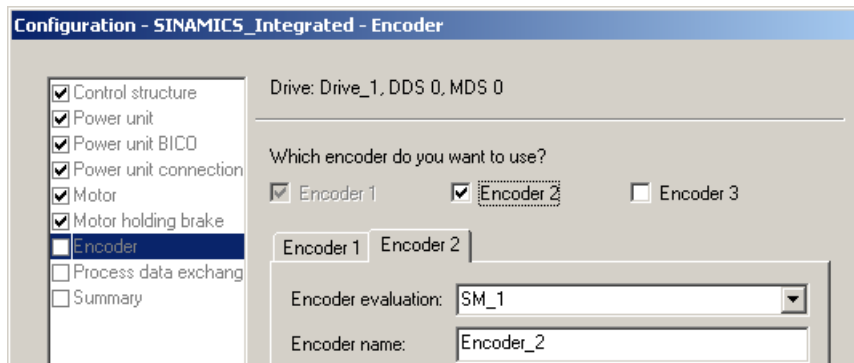 Configuration - SINAMICS_Integrated - Encoder
Control structure
Power unit
Power unit BICO
Power unit connection
Motor
Motor holding brake
Encoder
Process data exchang
Summary
Drive: Drive_1, DDS 0, MDS 0
Which encoder do you want to use?
Encoder 1 Encoder 2 Encoder 3
Encoder 1 Encoder 2
Encoder evaluation: SM_1
Encoder name: Encoder_2